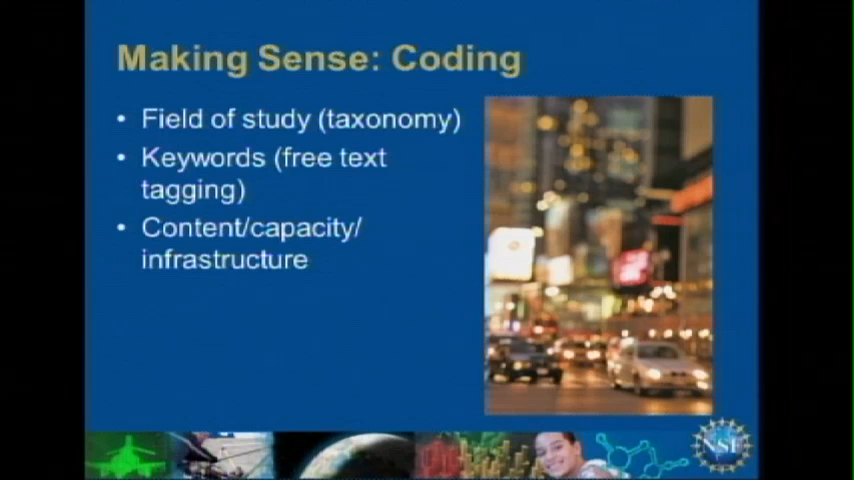 Making Sense: Coding
• Field of study (taxonomy)
• Keywords (free text
tagging)
• Content/capacity/
infrastructure
NSF